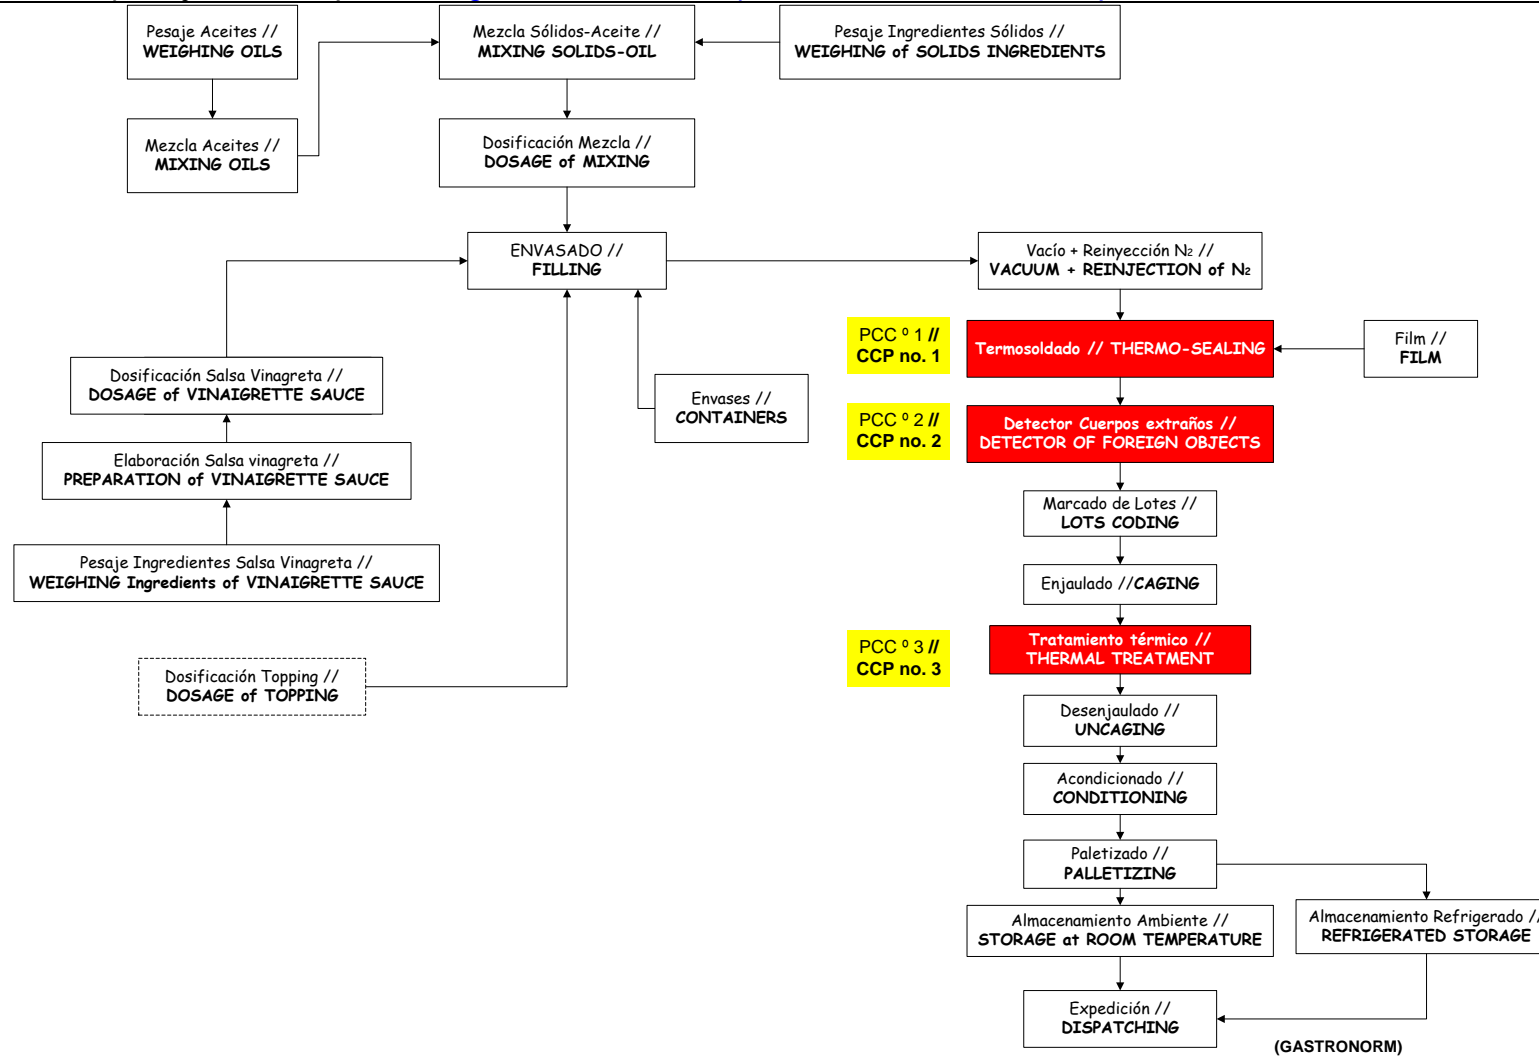 Pesaje Aceites //
WEIGHING OILS
Mezcla Sólidos-Aceite //
MIXING SOLIDS-OIL
Pesaje Ingredientes Sólidos //
WEIGHING of SOLIDS INGREDIENTS
Mezcla Aceites //
MIXING OILS
Dosificación Mezcla //
DOSAGE of MIXING
ENVASADO //
FILLING
Vacío + Reinyección N2 //
VACUUM + REINJECTION of N2
PCC º 1 //
CCP no. 1
Termosoldado // THERMO-SEALING
Film //
FILM
Dosificación Salsa Vinagreta //
DOSAGE of VINAIGRETTE SAUCE
Envases //
CONTAINERS
PCC º 2 //
CCP no. 2
Detector Cuerpos extraños //
DETECTOR OF FOREIGN OBJECTS
Elaboración Salsa vinagreta //
PREPARATION of VINAIGRETTE SAUCE
Marcado de Lotes //
LOTS CODING
Pesaje Ingredientes Salsa Vinagreta //
WEIGHING Ingredients of VINAIGRETTE SAUCE
Enjaulado //CAGING
PCC º 3 //
CCP no. 3
Tratamiento térmico //
THERMAL TREATMENT
Dosificación Topping //
DOSAGE of TOPPING
Desenjaulado //
UNCAGING
Acondicionado //
CONDITIONING
Paletizado //
PALLETIZING
Almacenamiento Ambiente //
STORAGE at ROOM TEMPERATURE
Almacenamiento Refrigerado //
REFRIGERATED STORAGE
Expedición //
DISPATCHING
(GASTRONORM)